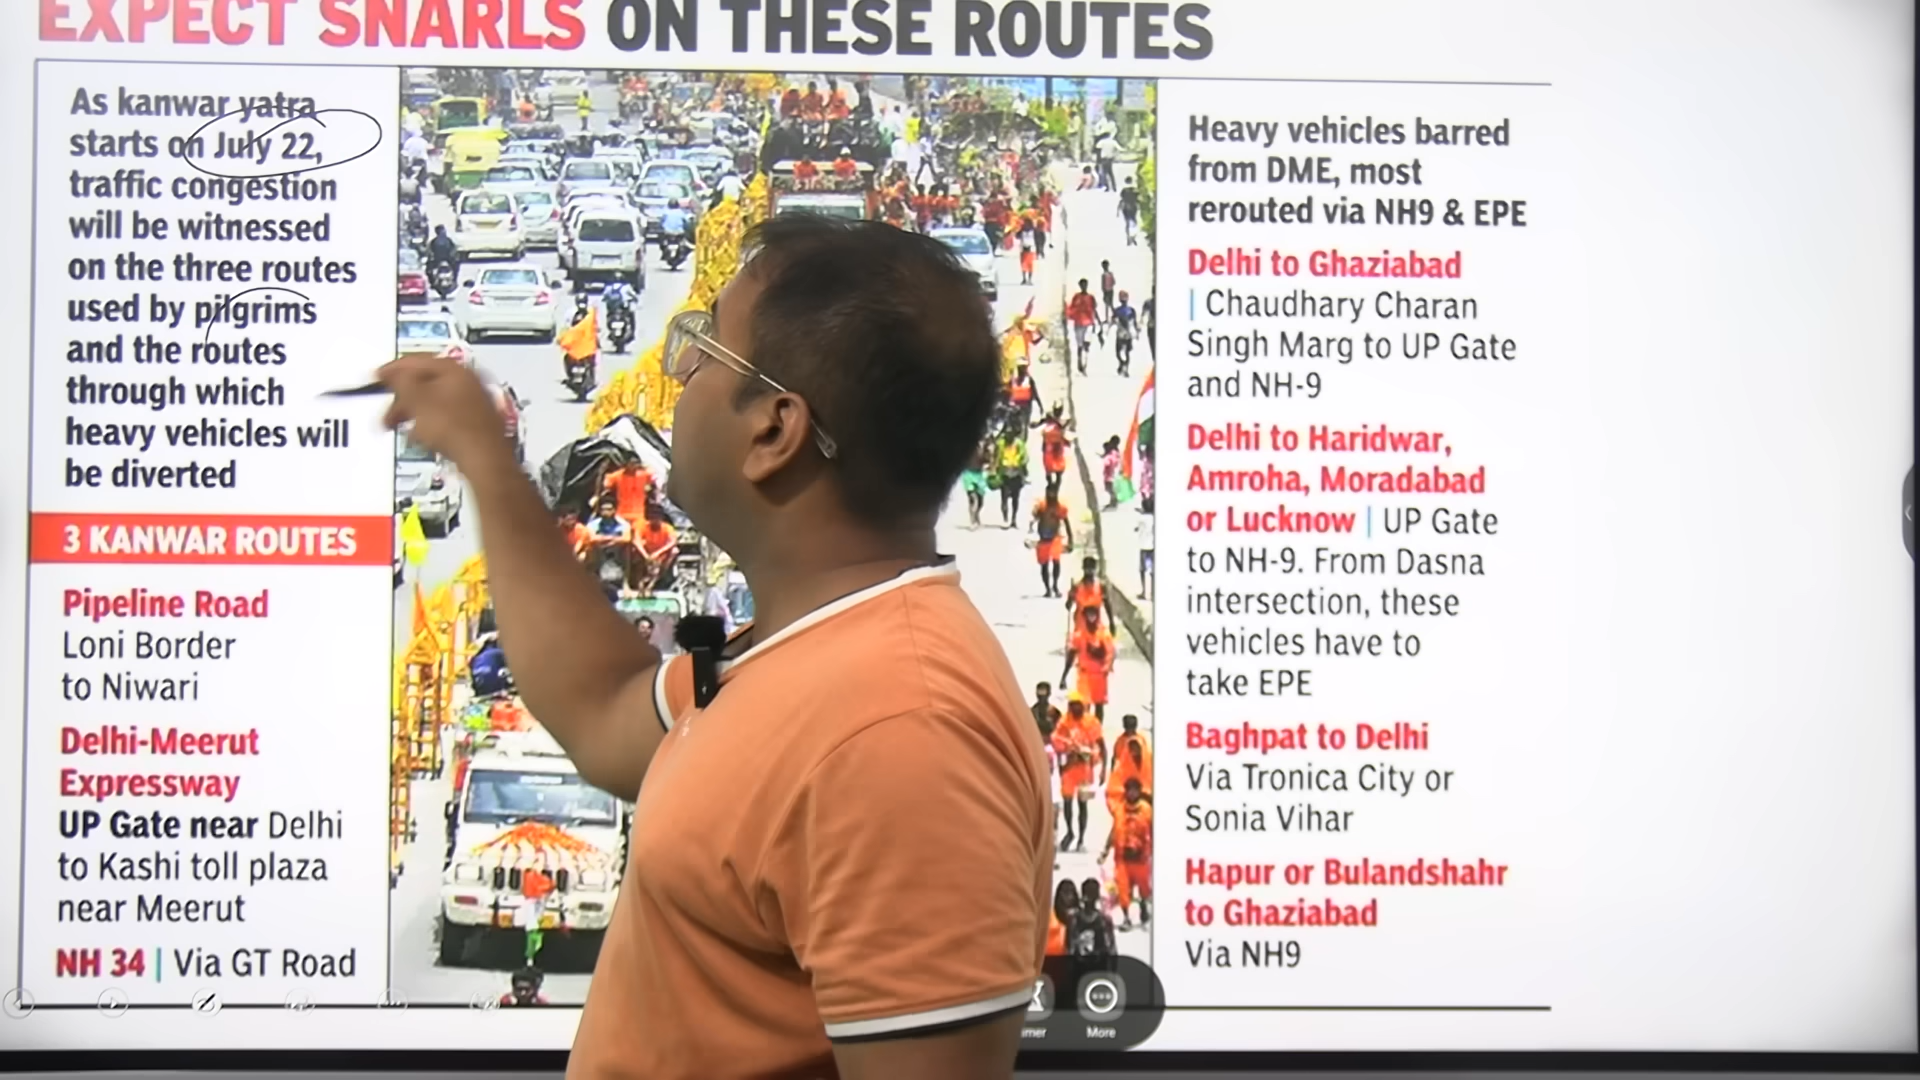 EXPECT SNARLS ON THESE ROUTES
As kanwar yatra
starts on July 22,
traffic congestion
will be witnessed
on the three routes
used by pilgrims
and the routes
through which
heavy vehicles will
be diverted
3 KANWAR ROUTES
Pipeline Road
Loni Border
to Niwari
Delhi-Meerut
Expressway
UP Gate near Delhi
to Kashi toll plaza
near Meerut
NH 34 | Via GT Road
Heavy vehicles barred
from DME, most
rerouted via NH9 & EPE
Delhi to Ghaziabad
| Chaudhary Charan
Singh Marg to UP Gate
and NH-9
Delhi to Haridwar,
Amroha, Moradabad
or Lucknow | UP Gate
to NH-9. From Dasna
intersection, these
vehicles have to
take EPE
Baghpat to Delhi
Via Tronica City or
Sonia Vihar
Hapur or Bulandshahr
to Ghaziabad
Via NH9
More